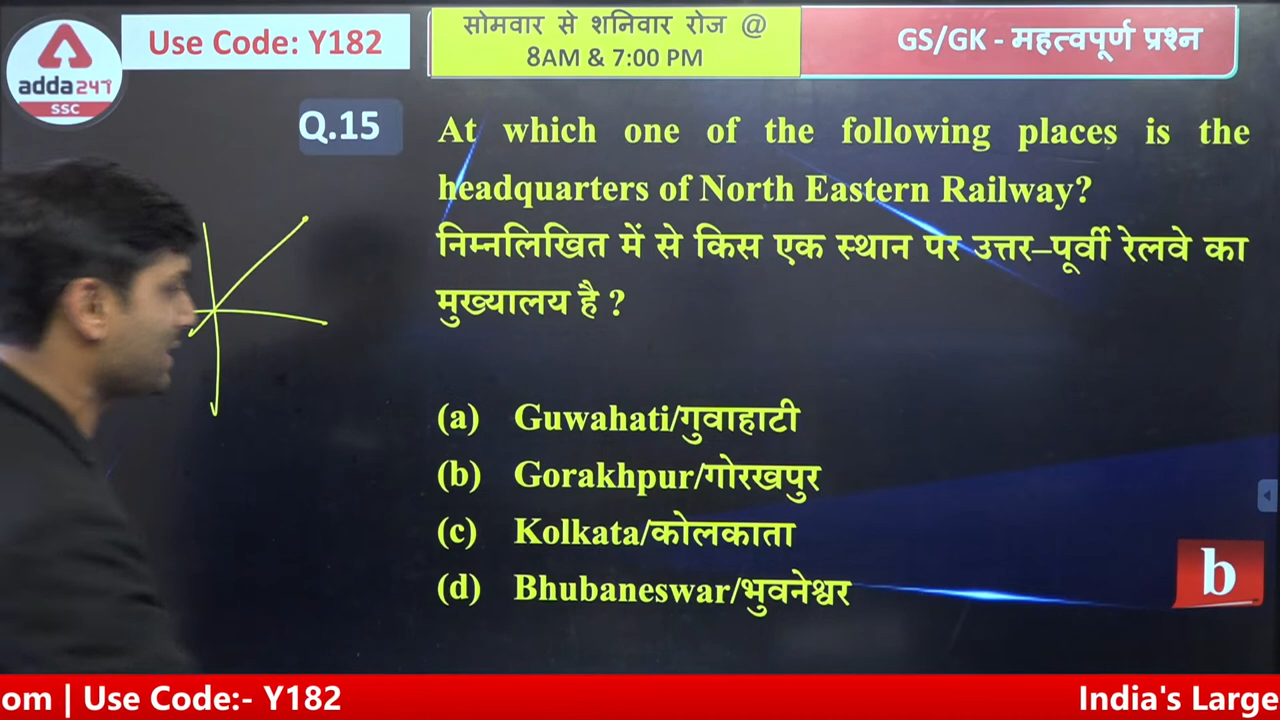 adda247
SSC
Use Code: Y182
सोमवार से शनिवार रोज @
8AM & 7:00 PM
GS/GK - महत्वपूर्ण प्रश्न
Q.15
At which one of the following places is the
headquarters of North Eastern Railway?
निम्नलिखित में से किस एक स्थान पर उत्तर–पूर्वी रेलवे का
मुख्यालय है ?
(a) Guwahati/गुवाहाटी
(b) Gorakhpur/गोरखपुर
(c) Kolkata/कोलकाता
(d) Bhubaneswar/भुवनेश्वर
b
om | Use Code:- Y182
India's Large